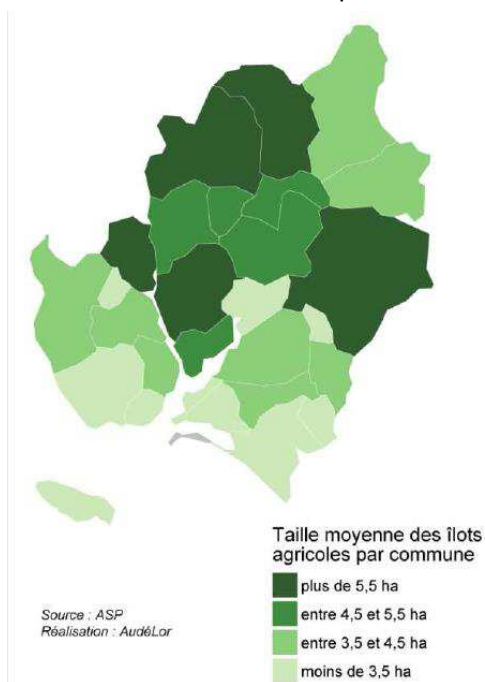 Taille moyenne des îlots
agricoles par commune
plus de 5,5 ha
entre 4,5 et 5,5 ha
entre 3,5 et 4,5 ha
moins de 3,5 ha
Source : ASP
Réalisation : AudéLor